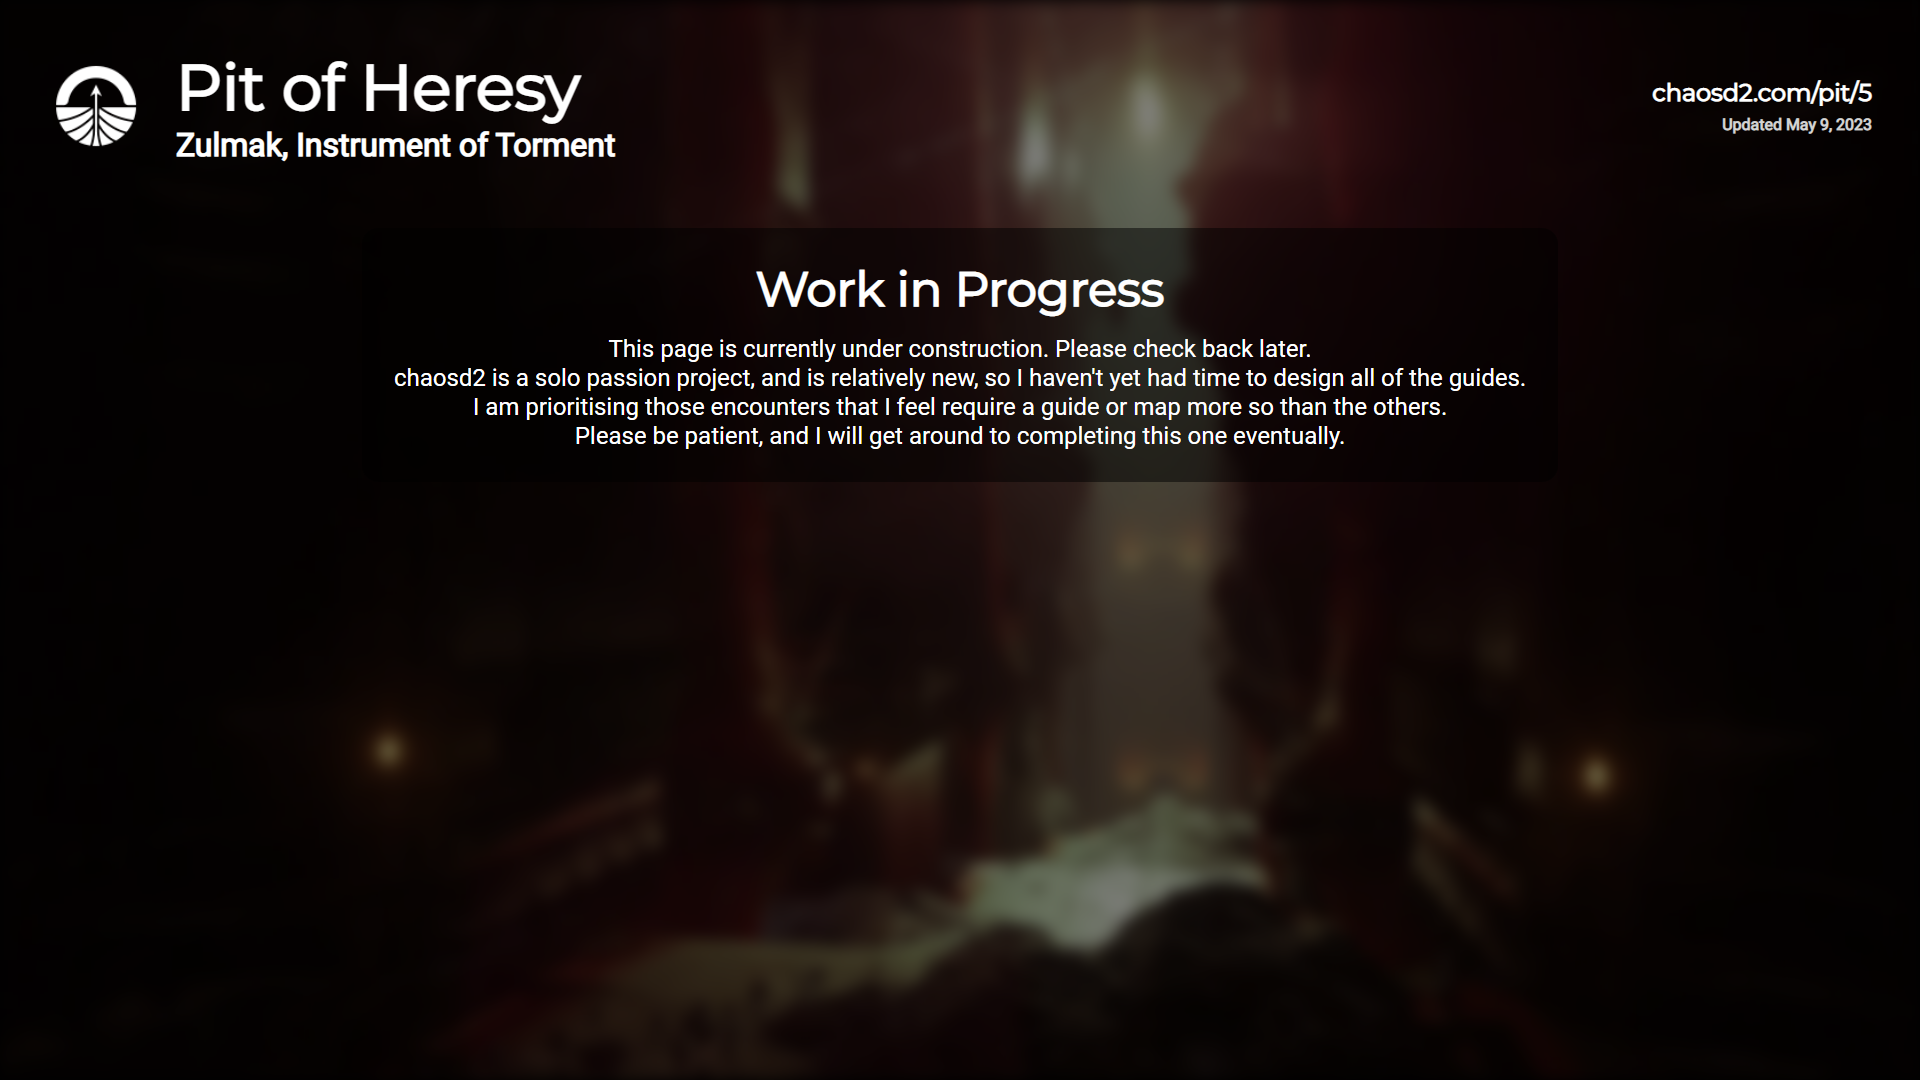 Pit of Heresy
Zulmak, Instrument of Torment
chaosd2.com/pit/5
Updated May 9, 2023
Work in Progress
This page is currently under construction. Please check back later.
chaosd2 is a solo passion project, and is relatively new, so I haven't yet had time to design all of the guides.
I am prioritising those encounters that I feel require a guide or map more so than the others.
Please be patient, and I will get around to completing this one eventually.